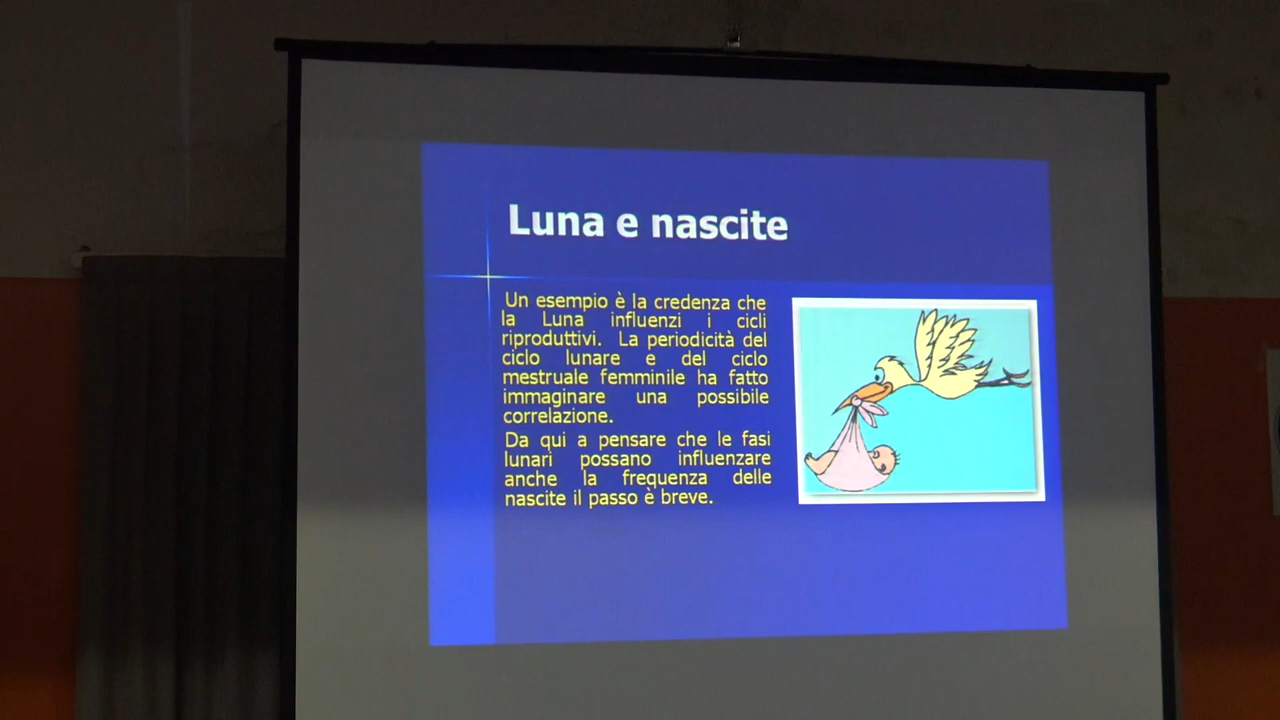 Luna e nascite
Un esempio è la credenza che
la Luna influenzi i cicli
riproduttivi. La periodicità del
ciclo lunare e del ciclo
mestruale femminile ha fatto
immaginare una possibile
correlazione.
Da qui a pensare che le fasi
lunari possano influenzare
anche la frequenza delle
nascite il passo è breve.